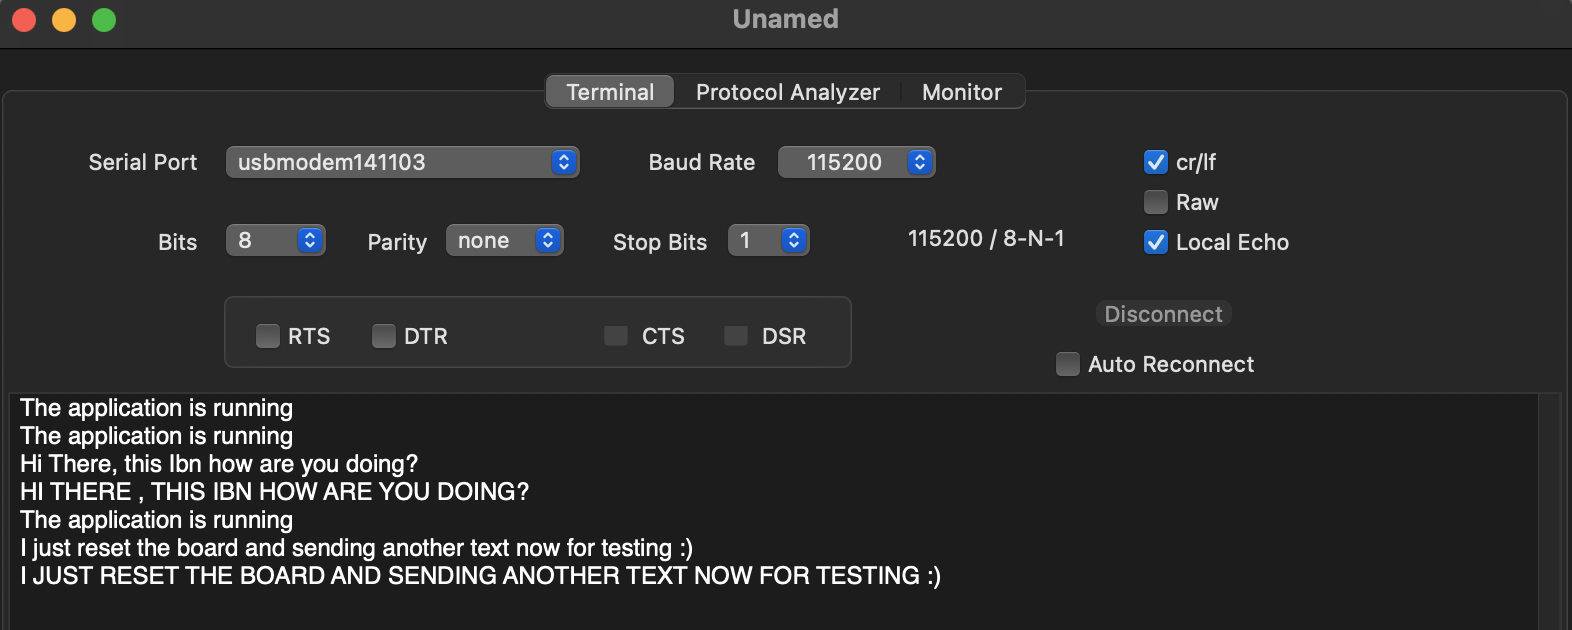 Unamed
Terminal Protocol Analyzer Monitor
Serial Port usbmodem141103 Baud Rate 115200 cr/lf
Raw
Bits 8 Parity none Stop Bits 1 115200 / 8-N-1 Local Echo
RTS DTR CTS DSR Disconnect
Auto Reconnect
The application is running
The application is running
Hi There, this Ibn how are you doing?
HI THERE , THIS IBN HOW ARE YOU DOING?
The application is running
I just reset the board and sending another text now for testing :)
I JUST RESET THE BOARD AND SENDING ANOTHER TEXT NOW FOR TESTING :)